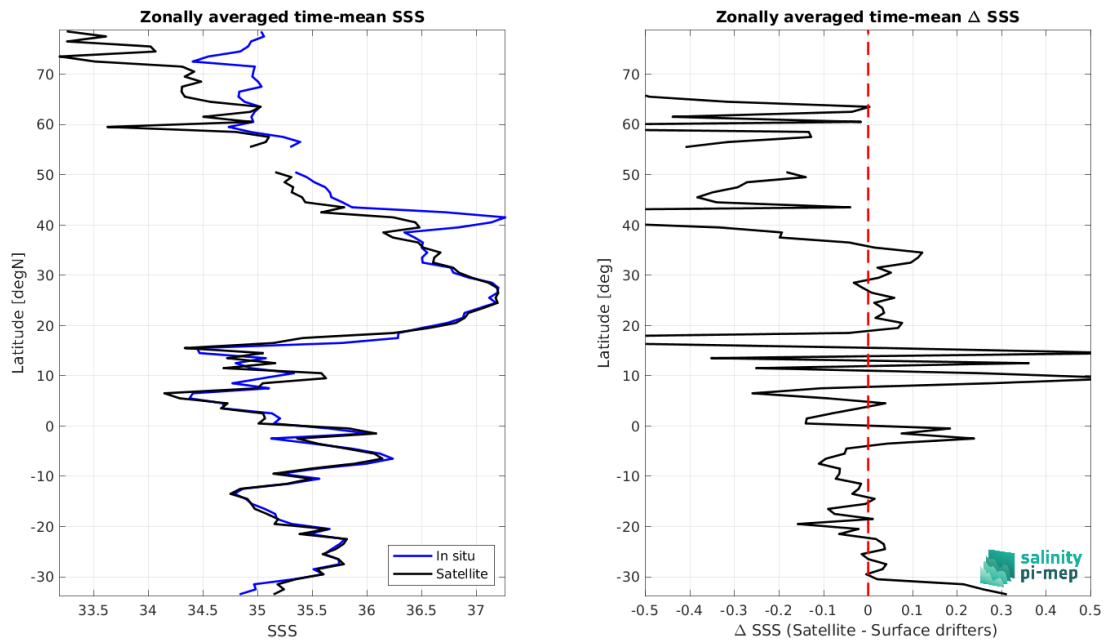 Zonally averaged time-mean SSS
Latitude [degN]
70
60
50
40
30
20
10
0
-10
-20
-30
33.5 34 34.5 35 35.5 36 36.5 37
SSS
In situ
Satellite
Zonally averaged time-mean Δ SSS
Latitude [deg]
70
60
50
40
30
20
10
0
-10
-20
-30
-0.5 -0.4 -0.3 -0.2 -0.1 0 0.1 0.2 0.3 0.4 0.5
Δ SSS (Satellite - Surface drifters)
salinity
pi-mep